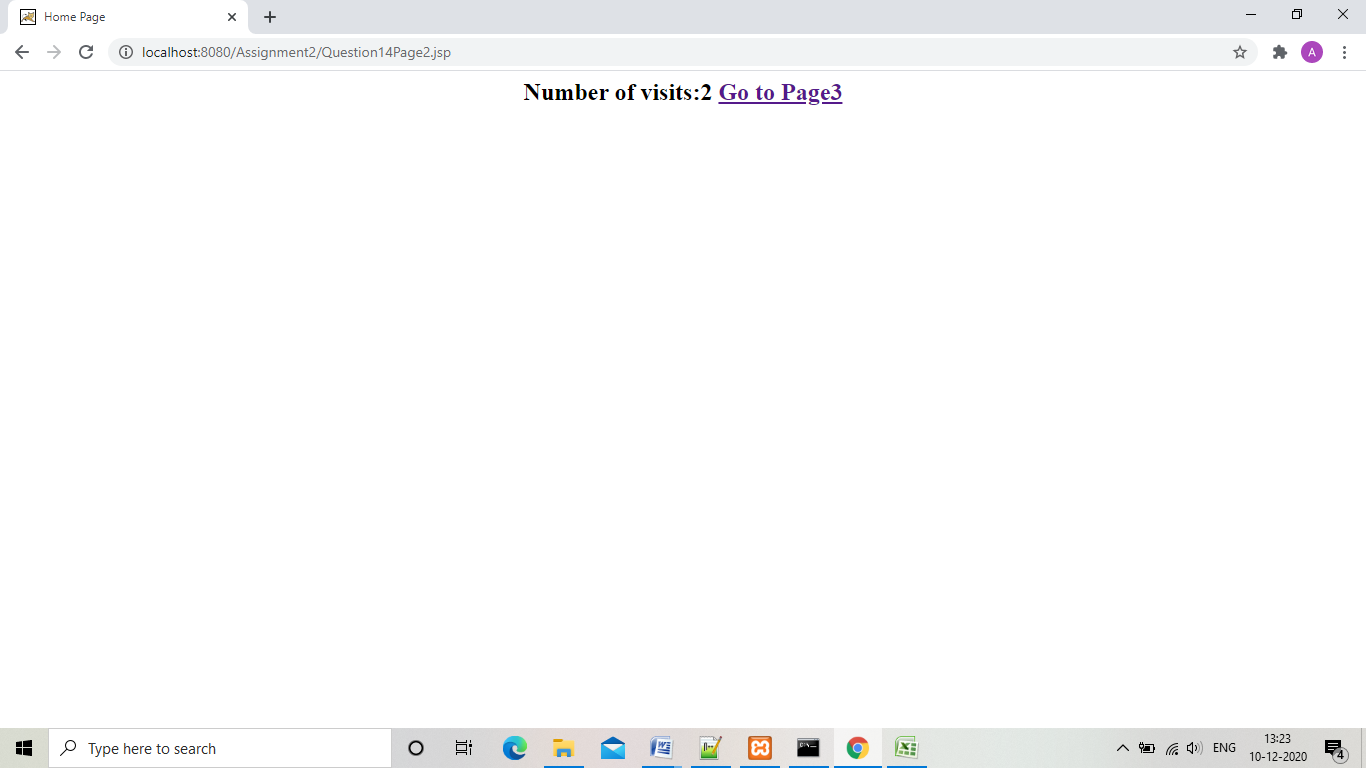 Home Page
localhost:8080/Assignment2/Question14Page2.jsp
A
Number of visits:2 Go to Page3
Type here to search
ENG
13:23
10-12-2020
4